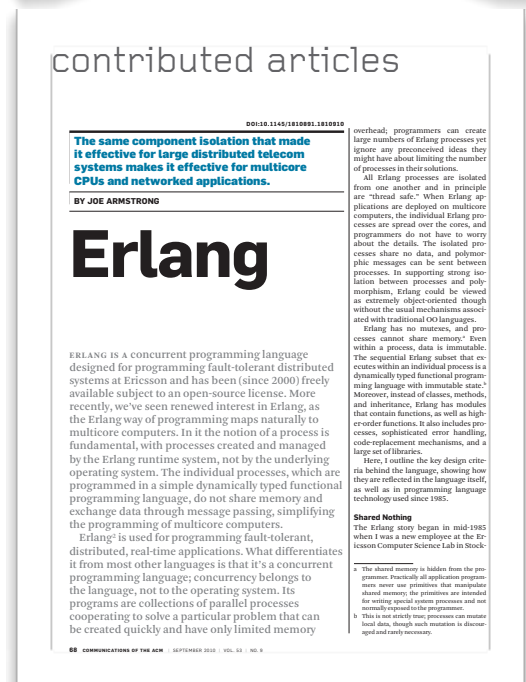 contributed articles
DOI:10.1145/1810891.1810910
The same component isolation that made
it effective for large distributed telecom
systems makes it effective for multicore
CPUs and networked applications.
BY JOE ARMSTRONG
Erlang
ERLANG IS A concurrent programming language
designed for programming fault-tolerant distributed
systems at Ericsson and has been (since 2000) freely
available subject to an open-source license. More
recently, we've seen renewed interest in Erlang, as
the Erlang way of programming maps naturally to
multicore computers. In it the notion of a process is
fundamental, with processes created and managed
by the Erlang runtime system, not by the underlying
operating system. The individual processes, which are
programmed in a simple dynamically typed functional
programming language, do not share memory and
exchange data through message passing, simplifying
the programming of multicore computers.
Erlang² is used for programming fault-tolerant,
distributed, real-time applications. What differentiates
it from most other languages is that it's a concurrent
programming language; concurrency belongs to
the language, not to the operating system. Its
programs are collections of parallel processes
cooperating to solve a particular problem that can
be created quickly and have only limited memory
overhead; programmers can create
large numbers of Erlang processes yet
ignore any preconceived ideas they
might have about limiting the number
of processes in their solutions.
All Erlang processes are isolated
from one another and in principle
are "thread safe." When Erlang ap-
plications are deployed on multicore
computers, the individual Erlang pro-
cesses are spread over the cores, and
programmers do not have to worry
about the details. The isolated pro-
cesses share no data, and polymor-
phic messages can be sent between
processes. In supporting strong iso-
lation between processes and poly-
morphism, Erlang could be viewed
as extremely object-oriented though
without the usual mechanisms associ-
ated with traditional OO languages.
Erlang has no mutexes, and pro-
cesses cannot share memory.ᵃ Even
within a process, data is immutable.
The sequential Erlang subset that ex-
ecutes within an individual process is a
dynamically typed functional program-
ming language with immutable state.ᵇ
Moreover, instead of classes, methods,
and inheritance, Erlang has modules
that contain functions, as well as high-
er-order functions. It also includes pro-
cesses, sophisticated error handling,
code-replacement mechanisms, and a
large set of libraries.
Here, I outline the key design crite-
ria behind the language, showing how
they are reflected in the language itself,
as well as in programming language
technology used since 1985.
Shared Nothing
The Erlang story began in mid-1985
when I was a new employee at the Er-
icsson Computer Science Lab in Stock-
a The shared memory is hidden from the pro-
grammer. Practically all application program-
mers never use primitives that manipulate
shared memory; the primitives are intended
for writing special system processes and not
normally exposed to the programmer.
b This is not strictly true; processes can mutate
local data, though such mutation is discour-
aged and rarely necessary.
68 COMMUNICATIONS OF THE ACM | SEPTEMBER 2010 | VOL. 53 | NO. 9